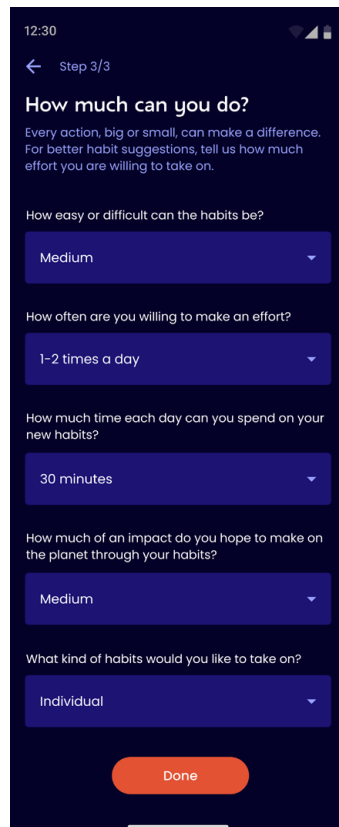 12:30
Step 3/3
How much can you do?
Every action, big or small, can make a difference.
For better habit suggestions, tell us how much
effort you are willing to take on.
How easy or difficult can the habits be?
Medium
How often are you willing to make an effort?
1-2 times a day
How much time each day can you spend on your
new habits?
30 minutes
How much of an impact do you hope to make on
the planet through your habits?
Medium
What kind of habits would you like to take on?
Individual
Done